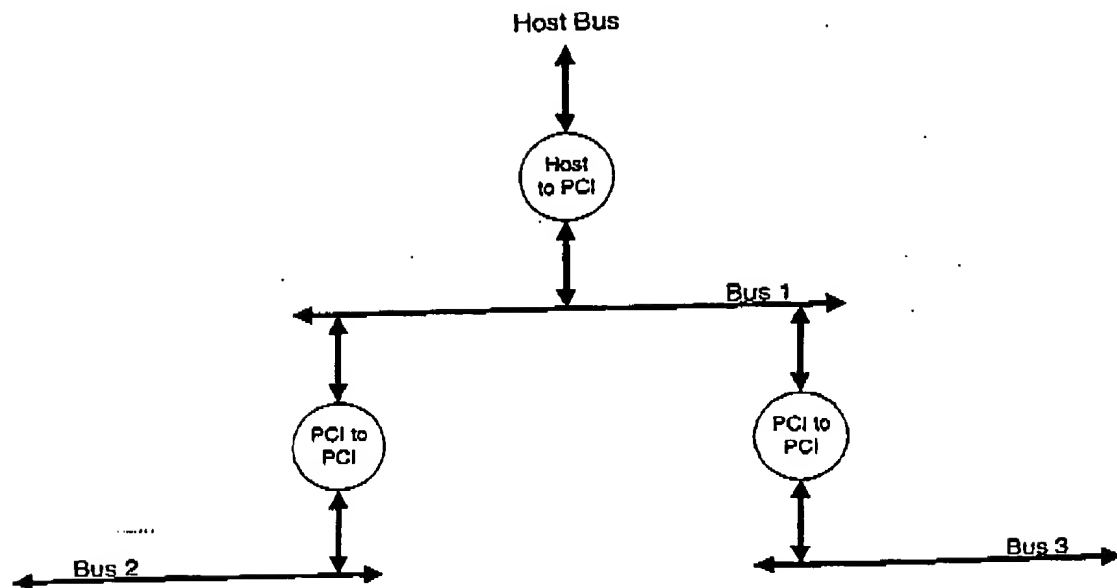 Host Bus
Host
to PCI
Bus 1
PCI to
PCI
PCI to
PCI
Bus 2
Bus 3